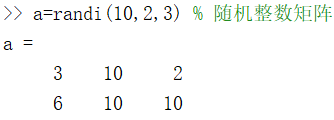 >> a=randi(10,2,3) % 随机整数矩阵
a =
3 10 2
6 10 10